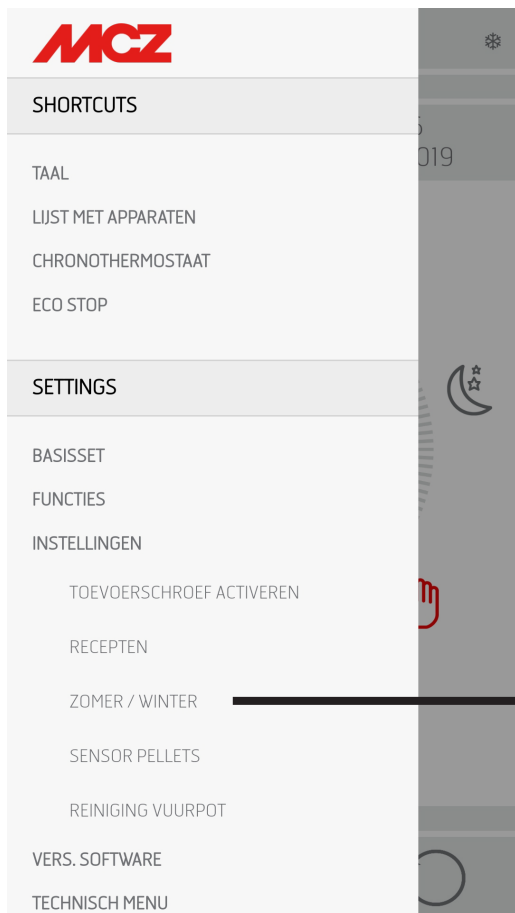 MCZ
SHORTCUTS
TAAL
LIJST MET APPARATEN
CHRONOTHERMOSTAAT
ECO STOP
SETTINGS
BASISSET
FUNCTIES
INSTELLINGEN
TOEVOERSCHROEF ACTIVEREN
RECEPTEN
ZOMER / WINTER
SENSOR PELLETS
REINIGING VUURPOT
VERS. SOFTWARE
TECHNISCH MENU